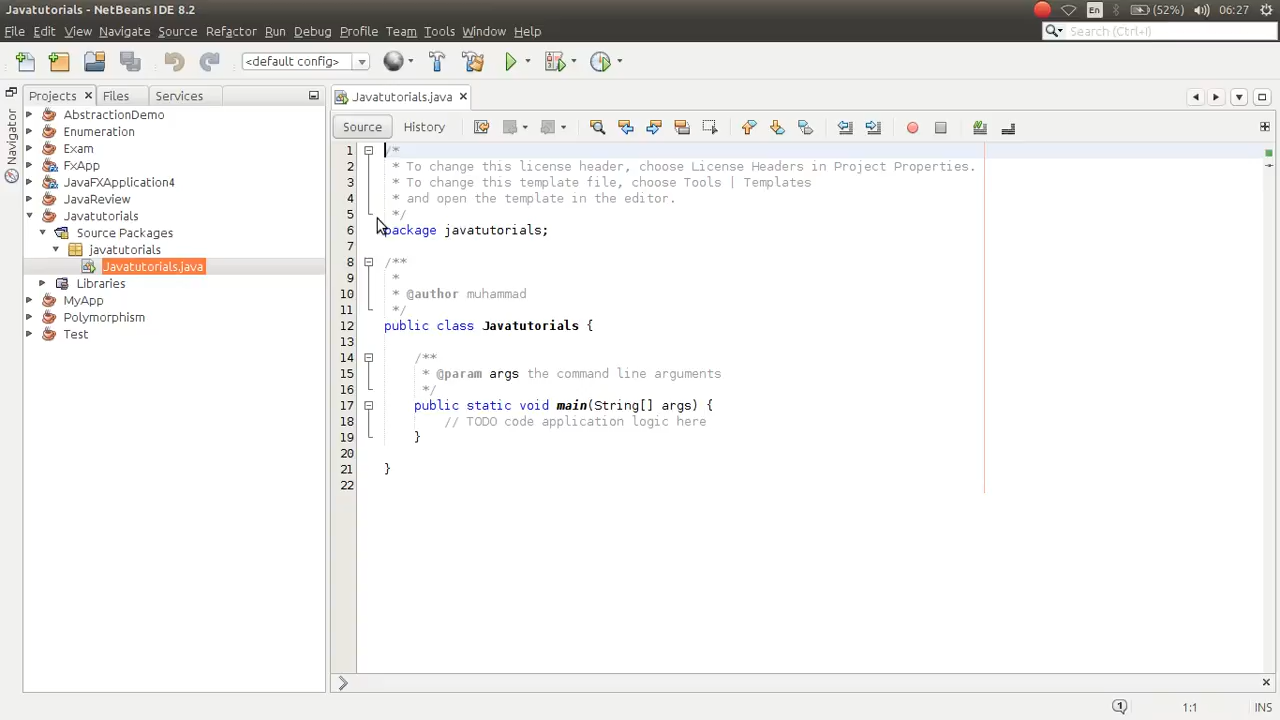 Javatutorials - NetBeans IDE 8.2
En
(52%)
06:27
File Edit View Navigate Source Refactor Run Debug Profile Team Tools Window Help
Search (Ctrl+I)
<default config>
Projects
Files
Services
Navigator
AbstractionDemo
Enumeration
Exam
FxApp
JavaFXApplication4
JavaReview
Javatutorials
Source Packages
javatutorials
Javatutorials.java
Libraries
MyApp
Polymorphism
Test
Javatutorials.java
Source
History
1 /*
2 * To change this license header, choose License Headers in Project Properties.
3 * To change this template file, choose Tools | Templates
4 * and open the template in the editor.
5 */
6 package javatutorials;
7
8 /**
9 *
10 * @author muhammad
11 */
12 public class Javatutorials {
13
14 /**
15 * @param args the command line arguments
16 */
17 public static void main(String[] args) {
18 // TODO code application logic here
19 }
20
21 }
22
1
1:1
INS